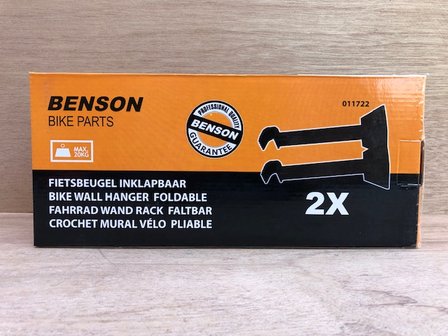 BENSON
BIKE PARTS
PROFESSIONAL QUALITY
BENSON
GUARANTEE
011722
MAX.
20KG
FIETSBEUGEL INKLAPBAAR
BIKE WALL HANGER FOLDABLE
FAHRRAD WAND RACK FALTBAR
CROCHET MURAL VÉLO PLIABLE
2X